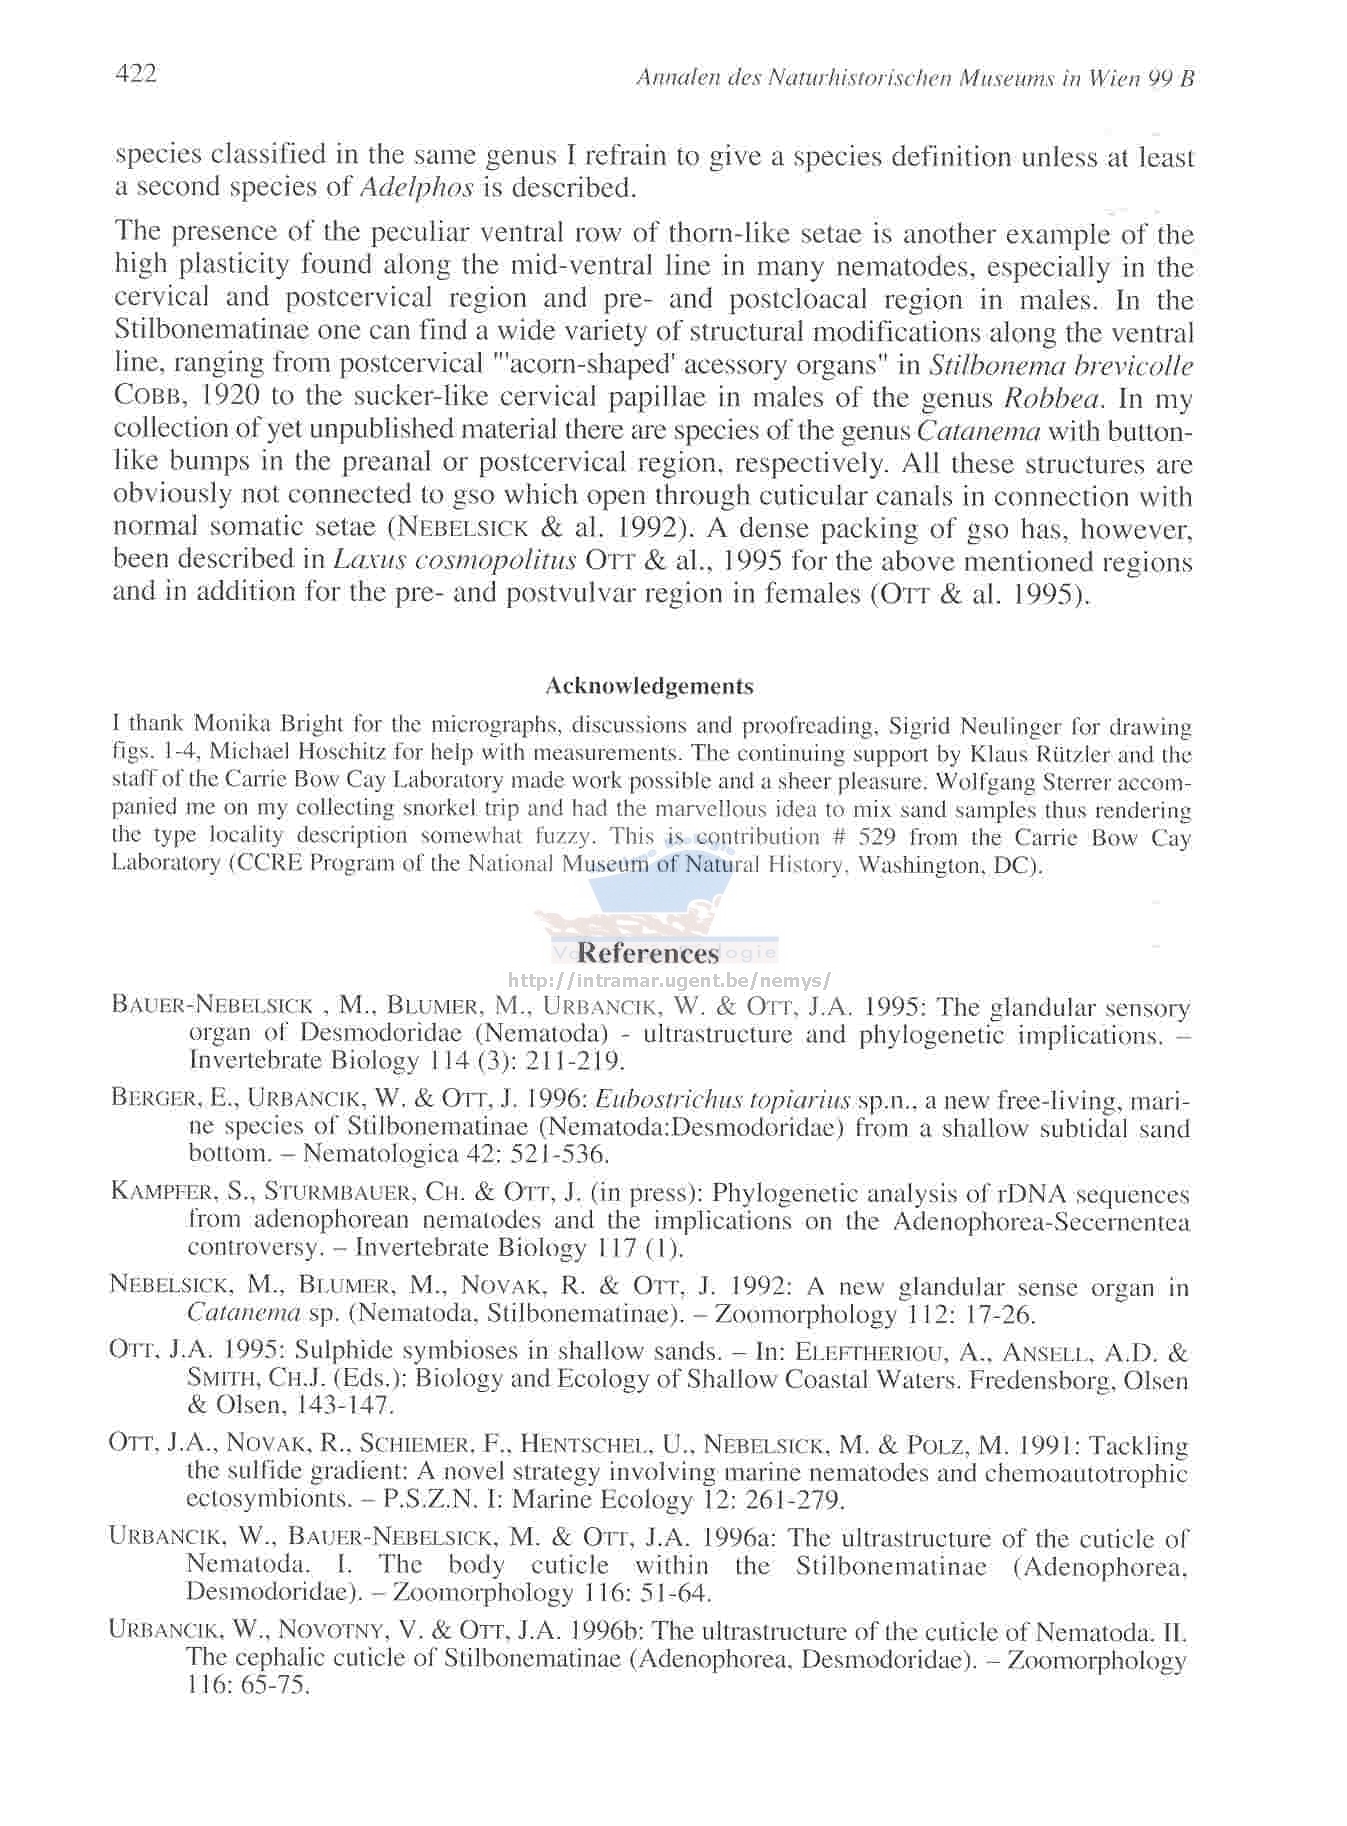 422
Annalen des Naturhistorischen Museums in Wien 99 B
species classified in the same genus I refrain to give a species definition unless at least
a second species of Adelphos is described.
The presence of the peculiar ventral row of thorn-like setae is another example of the
high plasticity found along the mid-ventral line in many nematodes, especially in the
cervical and postcervical region and pre- and postcloacal region in males. In the
Stilbonematinae one can find a wide variety of structural modifications along the ventral
line, ranging from postcervical "'acorn-shaped' acessory organs" in Stilbonema brevicolle
COBB, 1920 to the sucker-like cervical papillae in males of the genus Robbea. In my
collection of yet unpublished material there are species of the genus Catanema with button-
like bumps in the preanal or postcervical region, respectively. All these structures are
obviously not connected to gso which open through cuticular canals in connection with
normal somatic setae (NEBELSICK & al. 1992). A dense packing of gso has, however,
been described in Laxus cosmopolitus OTT & al., 1995 for the above mentioned regions
and in addition for the pre- and postvulvar region in females (OTT & al. 1995).
Acknowledgements
I thank Monika Bright for the micrographs, discussions and proofreading, Sigrid Neulinger for drawing
figs. 1-4, Michael Hoschitz for help with measurements. The continuing support by Klaus Rützler and the
staff of the Carrie Bow Cay Laboratory made work possible and a sheer pleasure. Wolfgang Sterrer accom-
panied me on my collecting snorkel trip and had the marvellous idea to mix sand samples thus rendering
the type locality description somewhat fuzzy. This is contribution # 529 from the Carrie Bow Cay
Laboratory (CCRE Program of the National Museum of Natural History, Washington, DC).
References
http://intramar.ugent.be/nemys/
BAUER-NEBELSICK , M., BLUMER, M., URBANCIK, W. & OTT, J.A. 1995: The glandular sensory
organ of Desmodoridae (Nematoda) - ultrastructure and phylogenetic implications. –
Invertebrate Biology 114 (3): 211-219.
BERGER, E., URBANCIK, W. & OTT, J. 1996: Eubostrichus topiarius sp.n., a new free-living, mari-
ne species of Stilbonematinae (Nematoda:Desmodoridae) from a shallow subtidal sand
bottom. – Nematologica 42: 521-536.
KAMPFER, S., STURMBAUER, CH. & OTT, J. (in press): Phylogenetic analysis of rDNA sequences
from adenophorean nematodes and the implications on the Adenophorea-Secernentea
controversy. – Invertebrate Biology 117 (1).
NEBELSICK, M., BLUMER, M., NOVAK, R. & OTT, J. 1992: A new glandular sense organ in
Catanema sp. (Nematoda, Stilbonematinae). – Zoomorphology 112: 17-26.
OTT, J.A. 1995: Sulphide symbioses in shallow sands. – In: ELEFTHERIOU, A., ANSELL, A.D. &
SMITH, CH.J. (Eds.): Biology and Ecology of Shallow Coastal Waters. Fredensborg, Olsen
& Olsen, 143-147.
OTT, J.A., NOVAK, R., SCHIEMER, F., HENTSCHEL, U., NEBELSICK, M. & POLZ, M. 1991: Tackling
the sulfide gradient: A novel strategy involving marine nematodes and chemoautotrophic
ectosymbionts. – P.S.Z.N. I: Marine Ecology 12: 261-279.
URBANCIK, W., BAUER-NEBELSICK, M. & OTT, J.A. 1996a: The ultrastructure of the cuticle of
Nematoda. I. The body cuticle within the Stilbonematinae (Adenophorea,
Desmodoridae). – Zoomorphology 116: 51-64.
URBANCIK, W., NOVOTNY, V. & OTT, J.A. 1996b: The ultrastructure of the cuticle of Nematoda. II.
The cephalic cuticle of Stilbonematinae (Adenophorea, Desmodoridae). – Zoomorphology
116: 65-75.